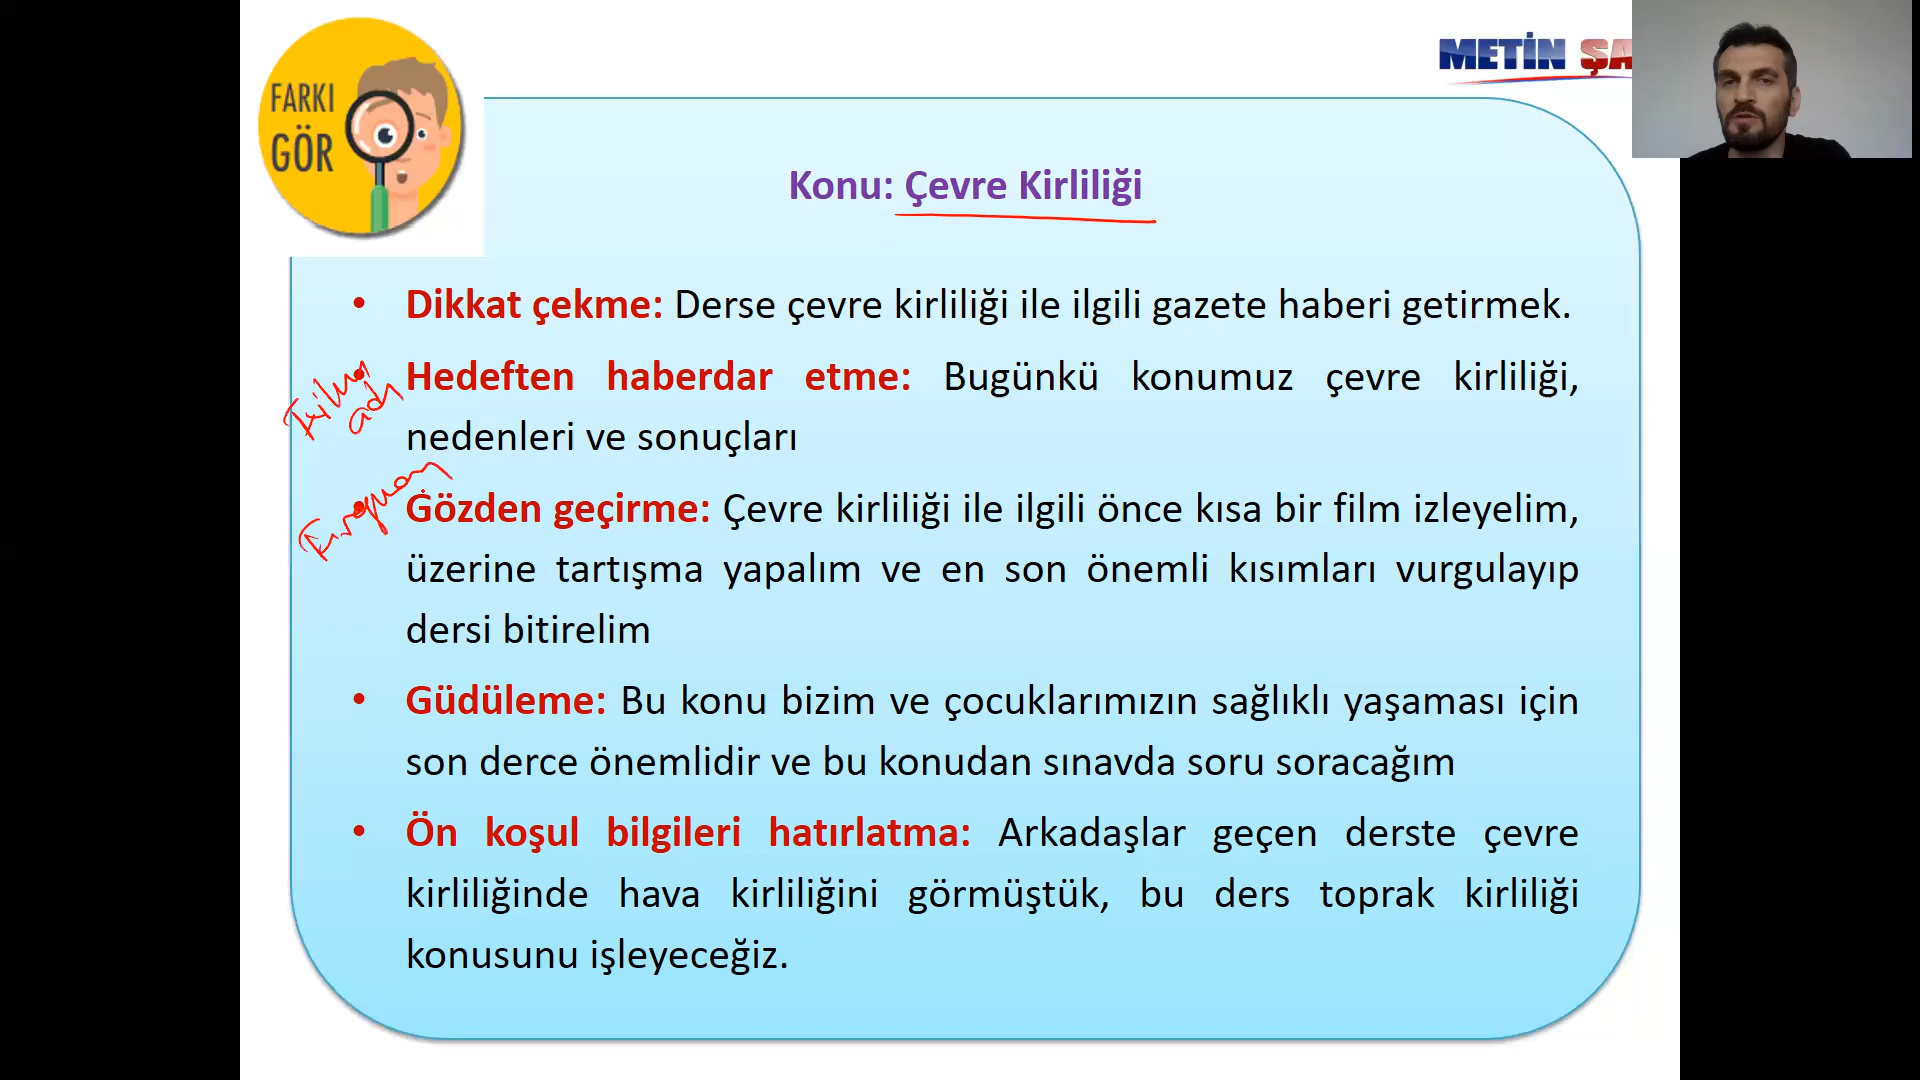 FARKI
GÖR
METİN ŞA
Konu: Çevre Kirliliği
• Dikkat çekme: Derse çevre kirliliği ile ilgili gazete haberi getirmek.
• Hedeften haberdar etme: Bugünkü konumuz çevre kirliliği,
nedenleri ve sonuçları
• Gözden geçirme: Çevre kirliliği ile ilgili önce kısa bir film izleyelim,
üzerine tartışma yapalım ve en son önemli kısımları vurgulayıp
dersi bitirelim
• Güdüleme: Bu konu bizim ve çocuklarımızın sağlıklı yaşaması için
son derce önemlidir ve bu konudan sınavda soru soracağım
• Ön koşul bilgileri hatırlatma: Arkadaşlar geçen derste çevre
kirliliğinde hava kirliliğini görmüştük, bu ders toprak kirliliği
konusunu işleyeceğiz.